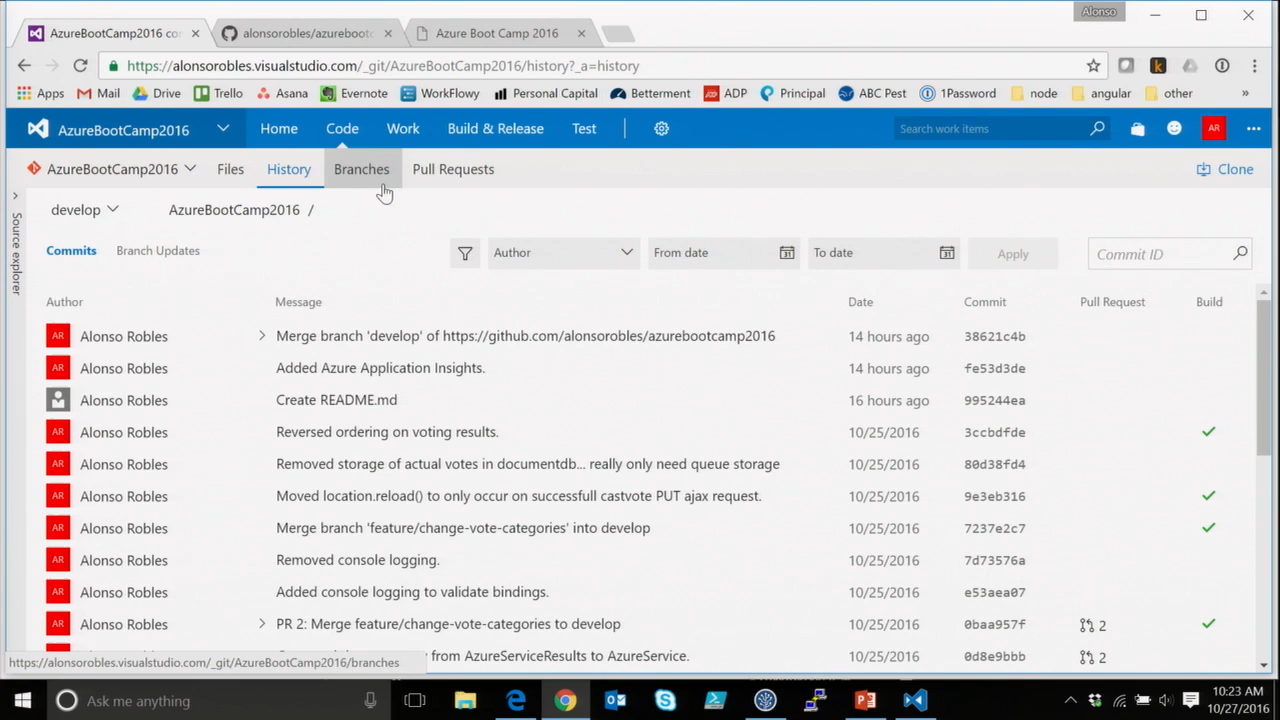 Alonso
AzureBootCamp2016 co
alonsorobles/azurebootc
Azure Boot Camp 2016
https://alonsorobles.visualstudio.com/_git/AzureBootCamp2016/history?_a=history
Apps Mail Drive Trello Asana Evernote WorkFlowy Personal Capital Betterment ADP Principal ABC Pest 1Password node angular other »
AzureBootCamp2016 Home Code Work Build & Release Test Search work items AR
AzureBootCamp2016 Files History Branches Pull Requests Clone
Source explorer
develop AzureBootCamp2016 /
Commits Branch Updates Author From date 31 To date 31 Apply Commit ID
Author Message Date Commit Pull Request Build
AR Alonso Robles Merge branch 'develop' of https://github.com/alonsorobles/azurebootcamp2016 14 hours ago 38621c4b
AR Alonso Robles Added Azure Application Insights. 14 hours ago fe53d3de
Alonso Robles Create README.md 16 hours ago 995244ea
AR Alonso Robles Reversed ordering on voting results. 10/25/2016 3ccbdfde
AR Alonso Robles Removed storage of actual votes in documentdb... really only need queue storage 10/25/2016 80d38fd4
AR Alonso Robles Moved location.reload() to only occur on successfull castvote PUT ajax request. 10/25/2016 9e3eb316
AR Alonso Robles Merge branch 'feature/change-vote-categories' into develop 10/25/2016 7237e2c7
AR Alonso Robles Removed console logging. 10/25/2016 7d73576a
AR Alonso Robles Added console logging to validate bindings. 10/25/2016 e53aea07
AR Alonso Robles PR 2: Merge feature/change-vote-categories to develop 10/25/2016 0baa957f 2
from AzureServiceResults to AzureService. 10/25/2016 0d8e9bbb 2
https://alonsorobles.visualstudio.com/_git/AzureBootCamp2016/branches
Ask me anything
10:23 AM
10/27/2016